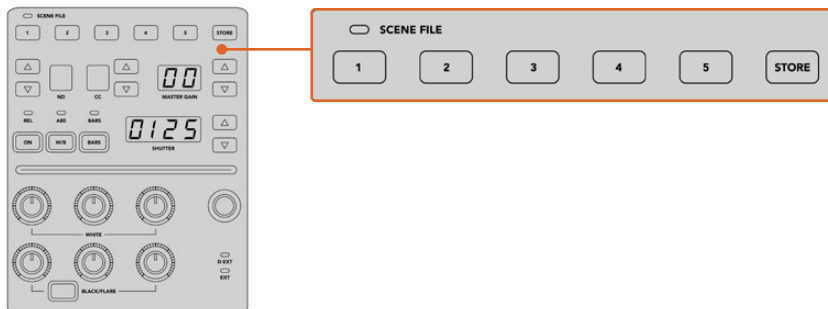 SCENE FILE
1 2 3 4 5 STORE
ND CC 00
MASTER GAIN
REL ABS BARS
ON W/B BARS 0125
SHUTTER
WHITE
D EXT
EXT
BLACK/FLARE
SCENE FILE
1 2 3 4 5 STORE